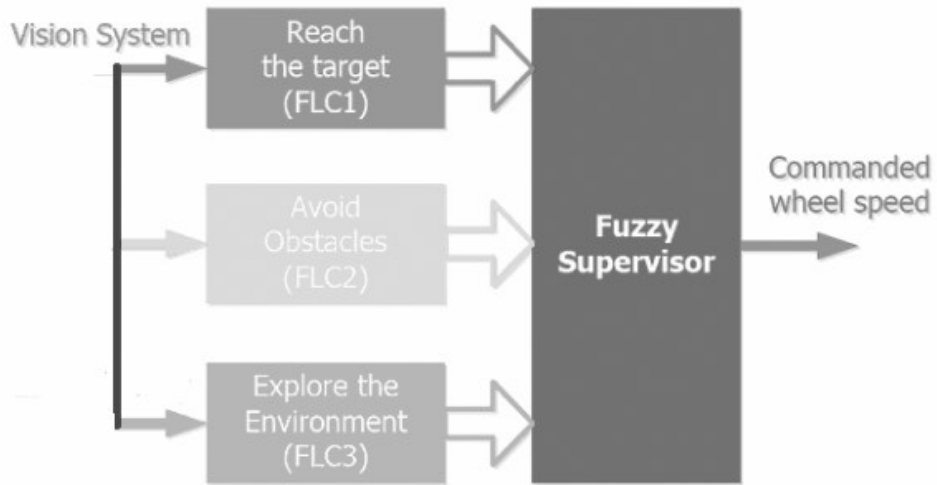 Vision System
Reach
the target
(FLC1)
Avoid
Obstacles
(FLC2)
Explore the
Environment
(FLC3)
Fuzzy
Supervisor
Commanded
wheel speed